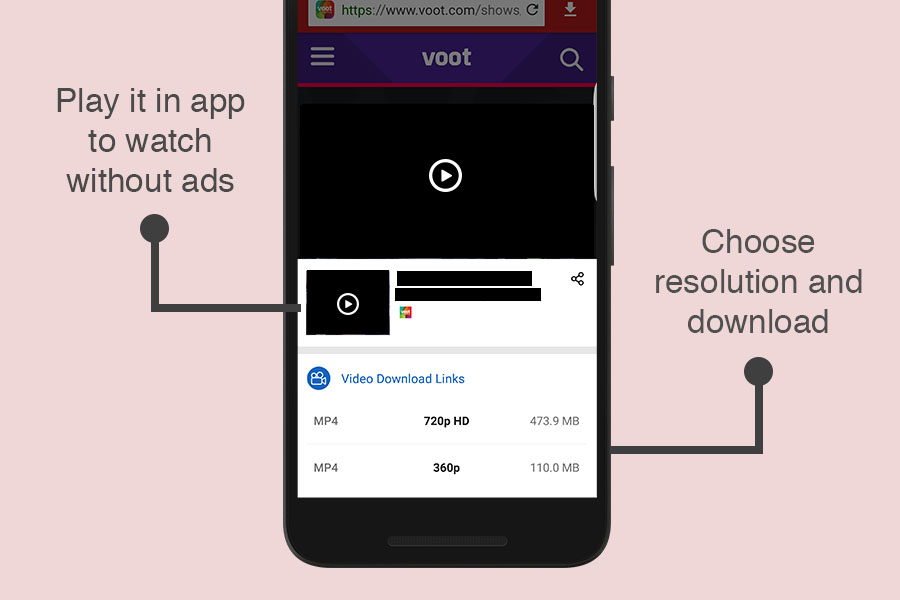 https://www.voot.com/shows
voot
Play it in app
to watch
without ads
Choose
resolution and
download
Video Download Links
MP4 720p HD 473.9 MB
MP4 360p 110.0 MB